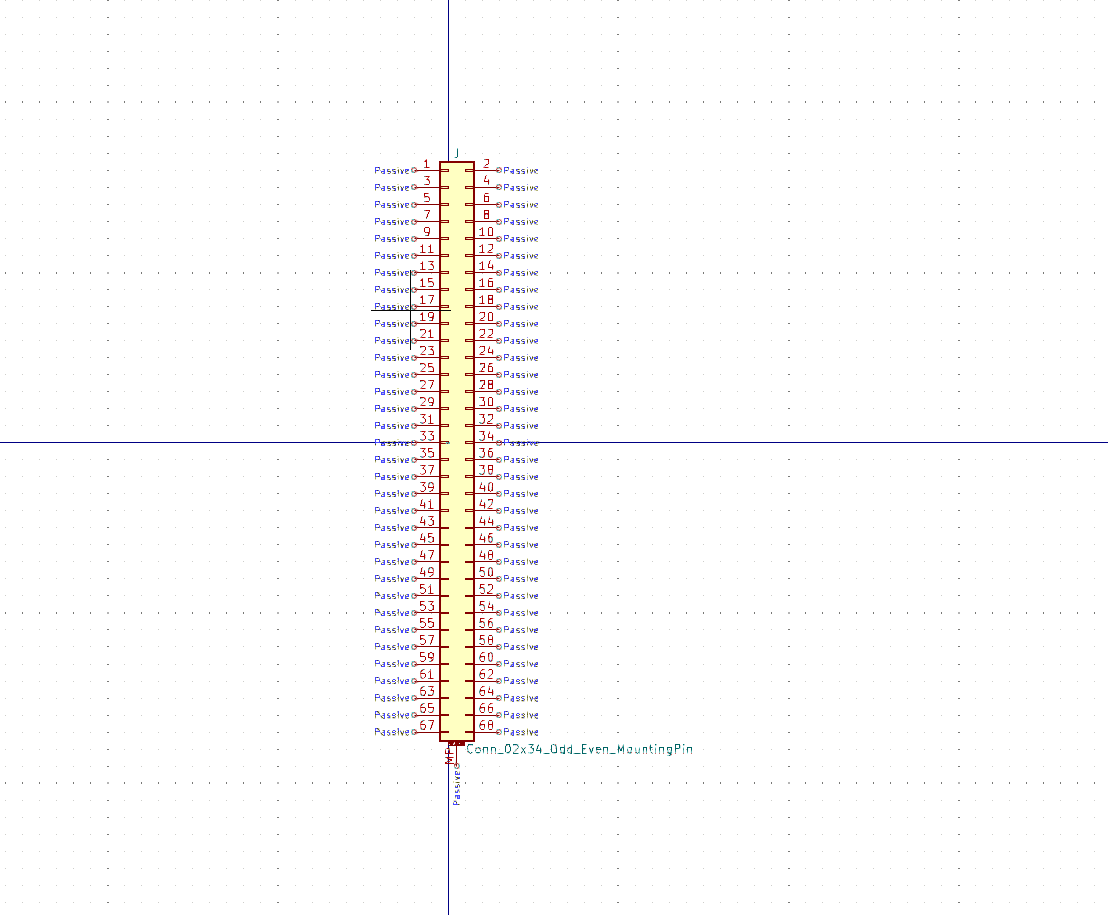 J
Passive 1 2 Passive
Passive 3 4 Passive
Passive 5 6 Passive
Passive 7 8 Passive
Passive 9 10 Passive
Passive 11 12 Passive
Passive 13 14 Passive
Passive 15 16 Passive
Passive 17 18 Passive
Passive 19 20 Passive
Passive 21 22 Passive
Passive 23 24 Passive
Passive 25 26 Passive
Passive 27 28 Passive
Passive 29 30 Passive
Passive 31 32 Passive
Passive 33 34 Passive
Passive 35 36 Passive
Passive 37 38 Passive
Passive 39 40 Passive
Passive 41 42 Passive
Passive 43 44 Passive
Passive 45 46 Passive
Passive 47 48 Passive
Passive 49 50 Passive
Passive 51 52 Passive
Passive 53 54 Passive
Passive 55 56 Passive
Passive 57 58 Passive
Passive 59 60 Passive
Passive 61 62 Passive
Passive 63 64 Passive
Passive 65 66 Passive
Passive 67 68 Passive
Conn_02x34_Odd_Even_MountingPin
MP
Passive